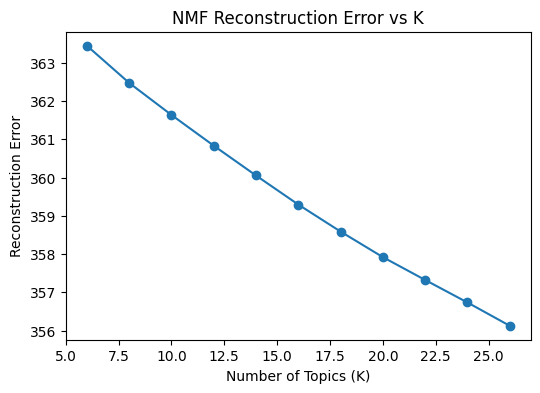 NMF Reconstruction Error vs K
Reconstruction Error
363
362
361
360
359
358
357
356
5.0 7.5 10.0 12.5 15.0 17.5 20.0 22.5 25.0
Number of Topics (K)